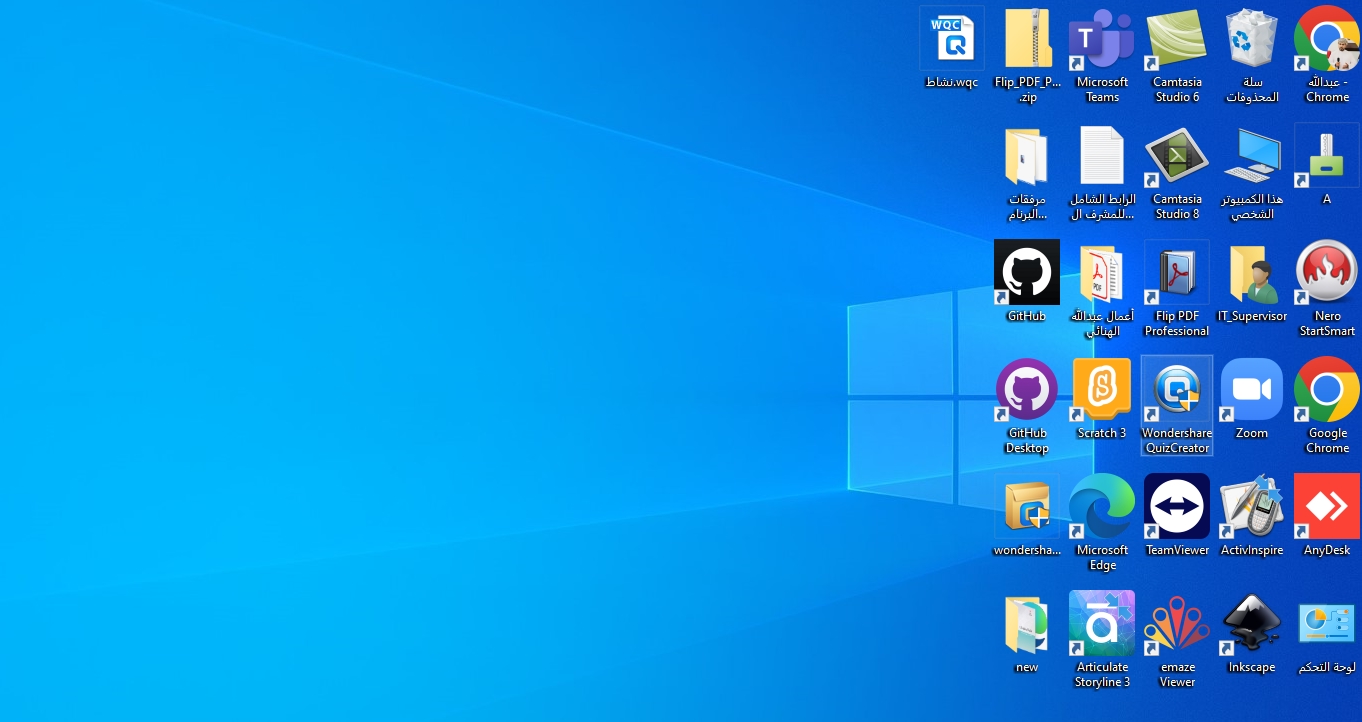 عبدالله -
Chrome
سلة
المحذوفات
Camtasia
Studio 6
Microsoft
Teams
Flip_PDF_P...
.zip
WQC
نشاط.wqc
A
هذا الكمبيوتر
الشخصي
Camtasia
Studio 8
الرابط الشامل
للمشرف ال...
مرفقات
البرنام...
Nero
StartSmart
IT_Supervisor
Flip PDF
Professional
PDF
أعمال عبدالله
الهنائي
GitHub
Google
Chrome
Zoom
Wondershare
QuizCreator
Scratch 3
GitHub
Desktop
AnyDesk
ActivInspire
TeamViewer
Microsoft
Edge
wondersha...
لوحة التحكم
Inkscape
emaze
Viewer
Articulate
Storyline 3
new